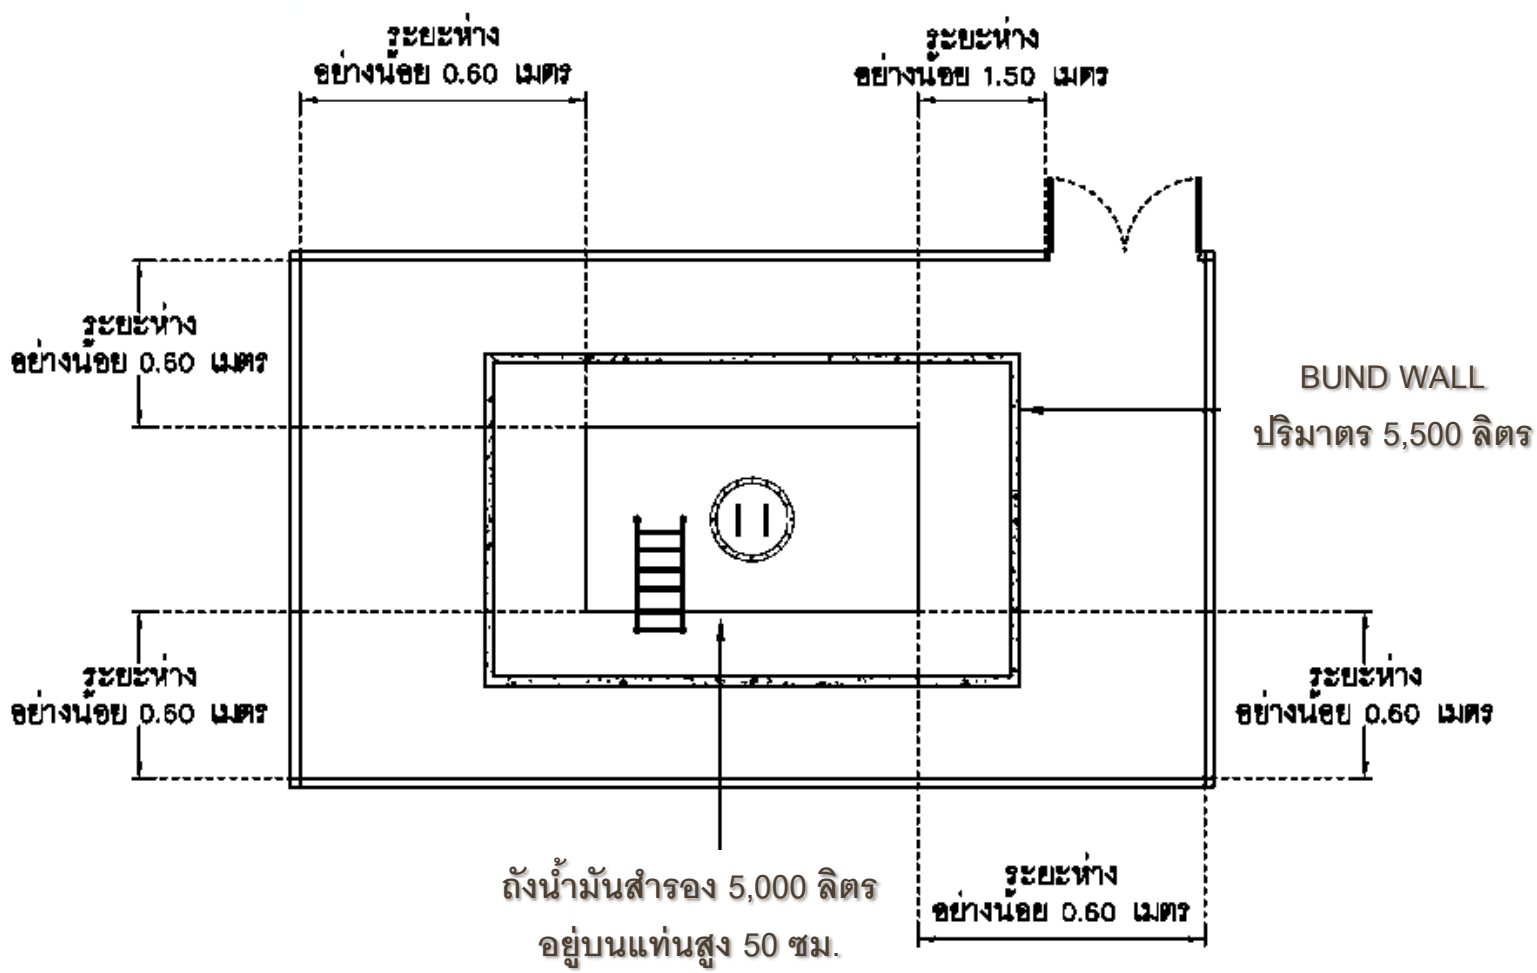 ระยะห่าง
อย่างน้อย 0.60 เมตร
ระยะห่าง
อย่างน้อย 1.50 เมตร
ระยะห่าง
อย่างน้อย 0.60 เมตร
BUND WALL
ปริมาตร 5,500 ลิตร
ระยะห่าง
อย่างน้อย 0.60 เมตร
ระยะห่าง
อย่างน้อย 0.60 เมตร
ถังน้ำมันสำรอง 5,000 ลิตร
อยู่บนแท่นสูง 50 ซม.
ระยะห่าง
อย่างน้อย 0.60 เมตร